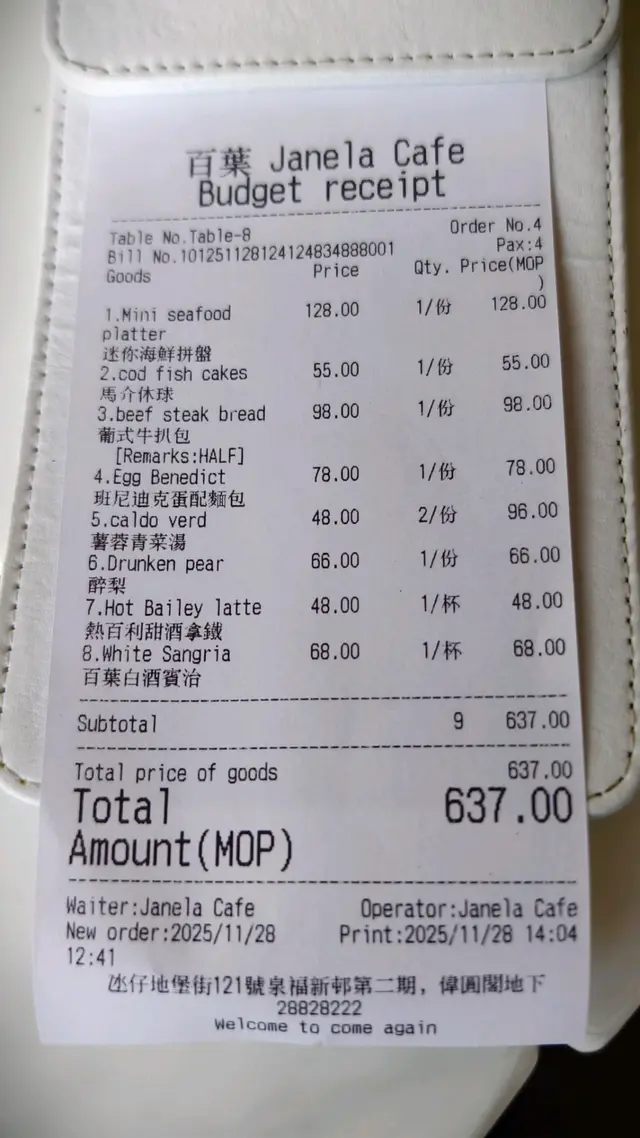 百葉 Janela Cafe
Budget receipt
Table No.Table-8 Order No.4
Bill No.101251128124124834888001 Pax:4
Goods Price Qty. Price(MOP
)
1.Mini seafood 128.00 1/份 128.00
platter
迷你海鮮拼盤
2.cod fish cakes 55.00 1/份 55.00
馬介休球
3.beef steak bread 98.00 1/份 98.00
葡式牛扒包
[Remarks:HALF]
4.Egg Benedict 78.00 1/份 78.00
班尼迪克蛋配麵包
5.caldo verd 48.00 2/份 96.00
薯蓉青菜湯
6.Drunken pear 66.00 1/份 66.00
醉梨
7.Hot Bailey latte 48.00 1/杯 48.00
熱百利甜酒拿鐵
8.White Sangria 68.00 1/杯 68.00
百葉白酒賓治
Subtotal 9 637.00
Total price of goods 637.00
Total 637.00
Amount(MOP)
Waiter:Janela Cafe Operator:Janela Cafe
New order:2025/11/28 Print:2025/11/28 14:04
12:41
氹仔地堡街121號泉福新邨第二期，偉圓閣地下
28828222
Welcome to come again